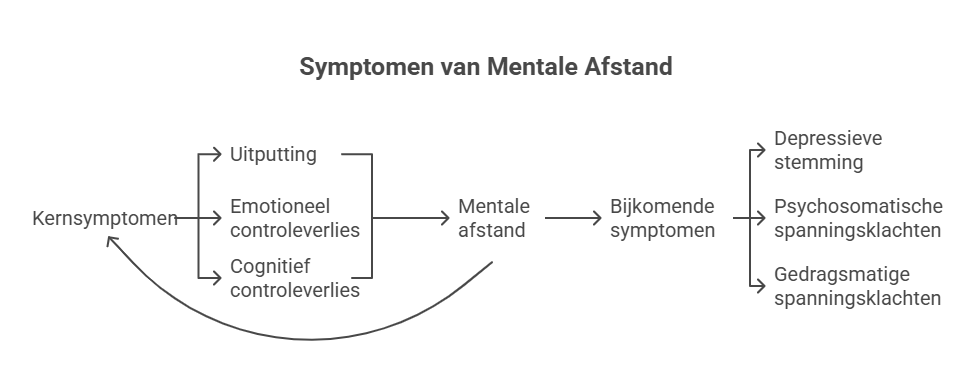 Symptomen van Mentale Afstand
Kernsymptomen
Uitputting
Emotioneel
controleverlies
Cognitief
controleverlies
Mentale
afstand
Bijkomende
symptomen
Depressieve
stemming
Psychosomatische
spanningsklachten
Gedragsmatige
spanningsklachten